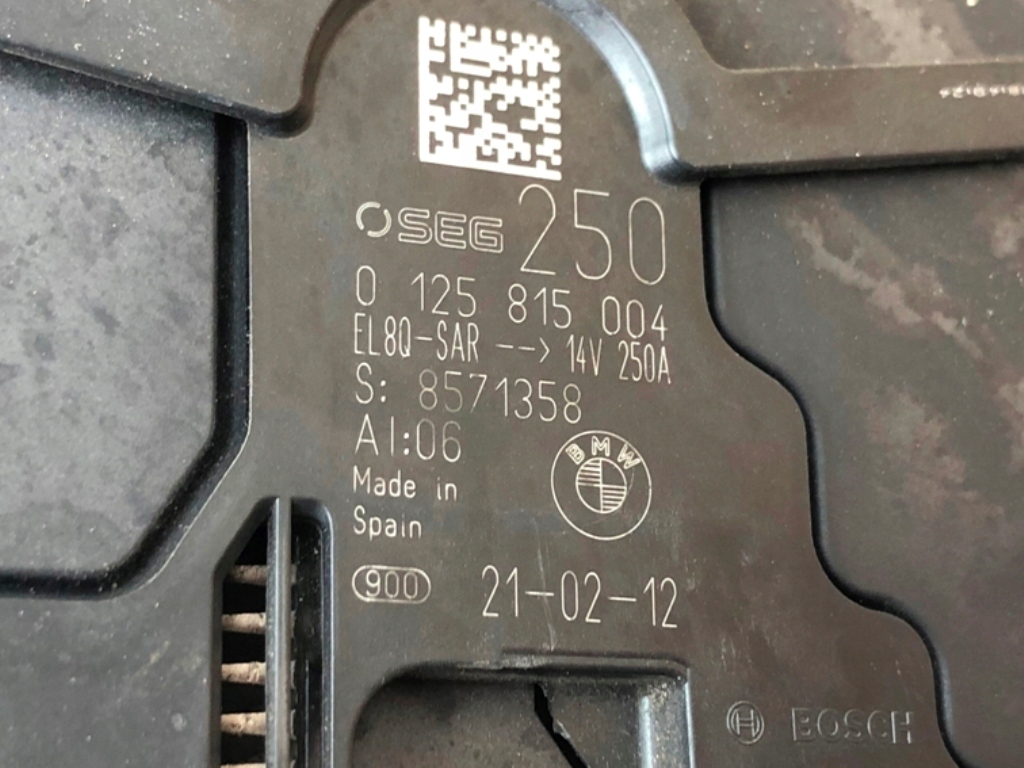 SEG 250
0 125 815 004
EL8Q-SAR --> 14V 250A
S: 8571358
AI:06
BMW
Made in
Spain
900 21-02-12
BOSCH